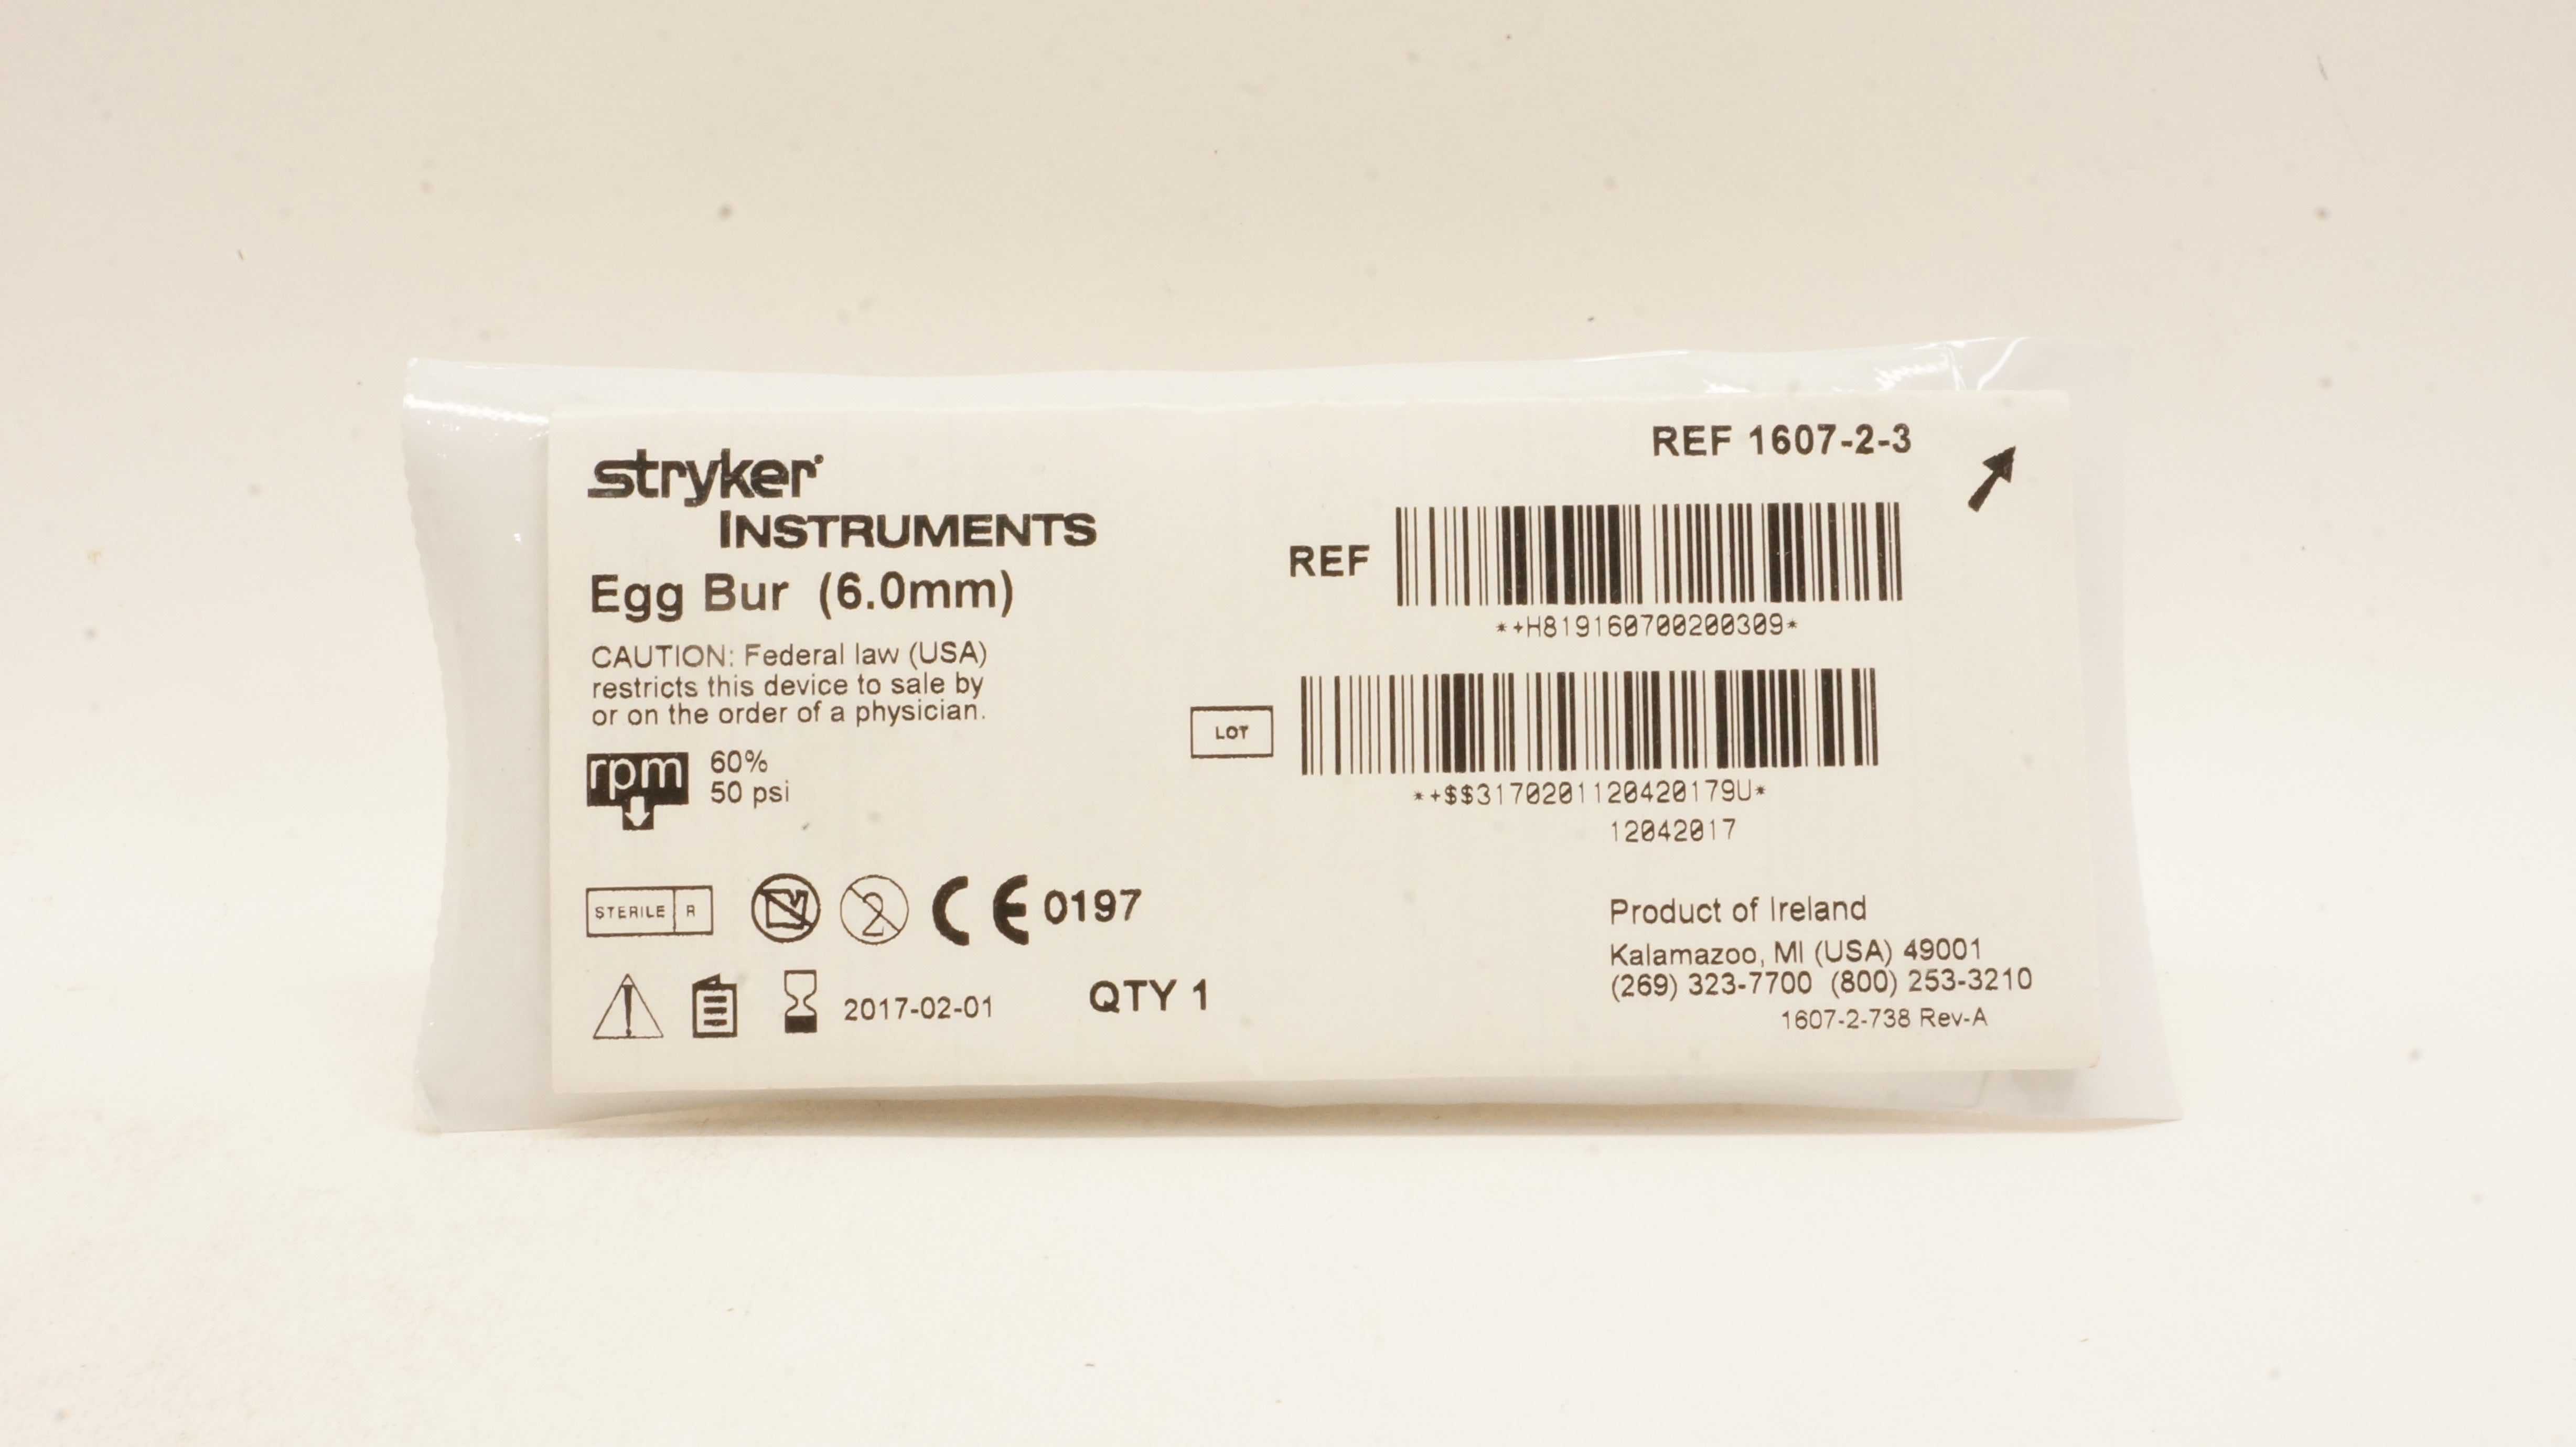 stryker
INSTRUMENTS
Egg Bur (6.0mm)
CAUTION: Federal law (USA)
restricts this device to sale by
or on the order of a physician.
rpm
60%
50 psi
STERILE R
2
CE 0197
2017-02-01
QTY 1
REF 1607-2-3
REF
*+H819160700200309*
LOT
*+$$3170201120420179U*
12042017
Product of Ireland
Kalamazoo, MI (USA) 49001
(269) 323-7700 (800) 253-3210
1607-2-738 Rev-A